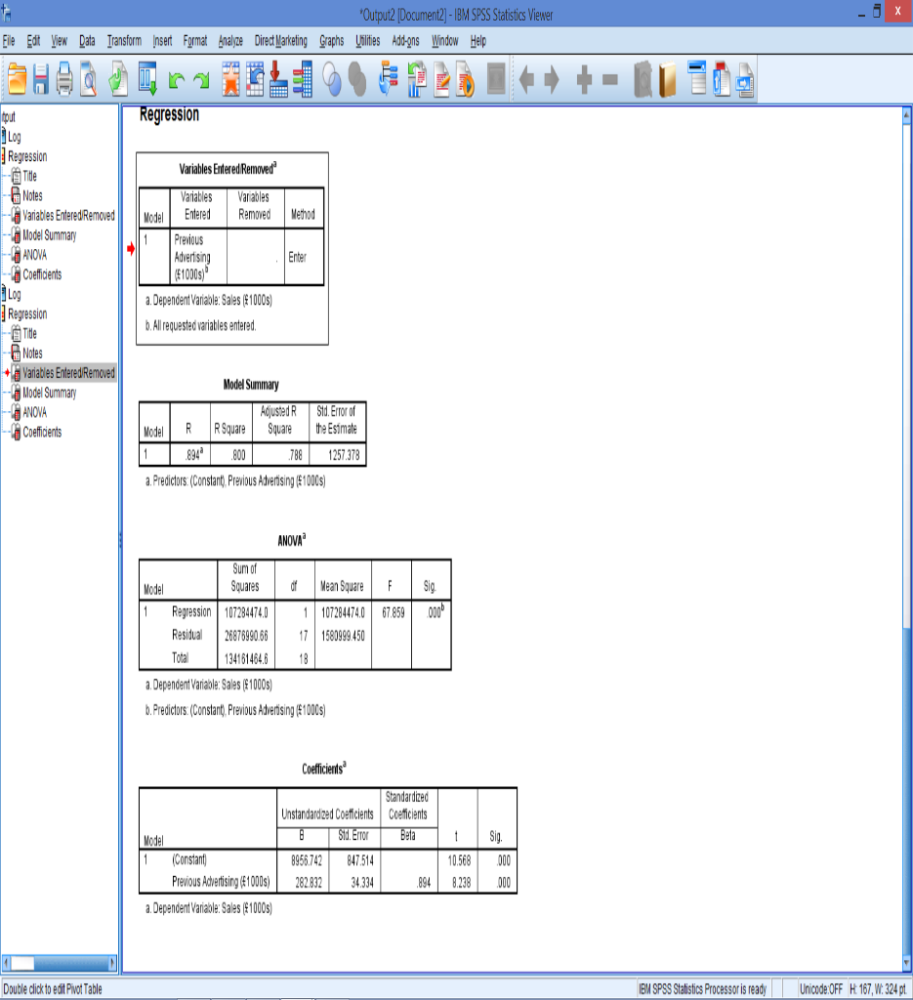 *Output2 [Document2] - IBM SPSS Statistics Viewer
File Edit View Data Transform Insert Format Analyze Direct Marketing Graphs Utilities Add-ons Window Help
tput
Log
Regression
Title
Notes
Variables Entered/Removed
Model Summary
ANOVA
Coefficients
Log
Regression
Title
Notes
Variables Entered/Removed
Model Summary
ANOVA
Coefficients
Regression
Variables Entered/Removed a
Variables Variables
Model Entered Removed Method
1 Previous
Advertising . Enter
(£1000s) b
a. Dependent Variable: Sales (£1000s)
b. All requested variables entered.
Model Summary
Adjusted R Std. Error of
Model R R Square Square the Estimate
1 .894 a .800 .788 1257.378
a. Predictors: (Constant), Previous Advertising (£1000s)
ANOVA a
Sum of
Model Squares df Mean Square F Sig.
1 Regression 107284474.0 1 107284474.0 67.859 .000 b
Residual 26876990.66 17 1580999.450
Total 134161464.6 18
a. Dependent Variable: Sales (£1000s)
b. Predictors: (Constant), Previous Advertising (£1000s)
Coefficients a
Standardized
Unstandardized Coefficients Coefficients
Model B Std. Error Beta t Sig.
1 (Constant) 8956.742 847.514 10.568 .000
Previous Advertising (£1000s) 282.832 34.334 .894 8.238 .000
a. Dependent Variable: Sales (£1000s)
Double click to edit Pivot Table IBM SPSS Statistics Processor is ready Unicode:OFF H: 167, W: 324 pt.